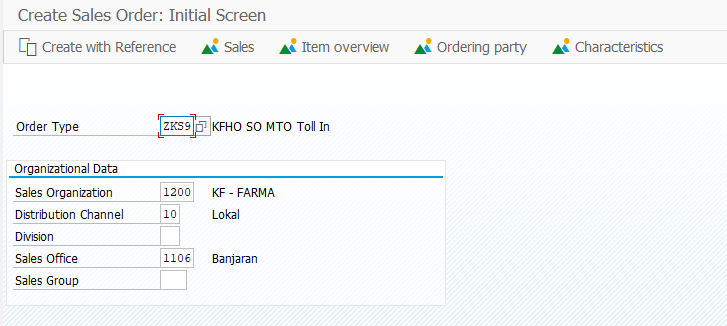 Create Sales Order: Initial Screen
Create with Reference Sales Item overview Ordering party Characteristics
Order Type ZKS9 KFHO SO MTO Toll In
Organizational Data
Sales Organization 1200 KF - FARMA
Distribution Channel 10 Lokal
Division
Sales Office 1106 Banjaran
Sales Group